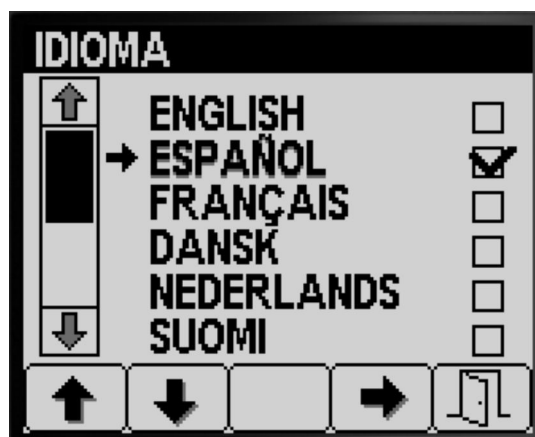 IDIOMA
ENGLISH
ESPAÑOL
FRANÇAIS
DANSK
NEDERLANDS
SUOMI